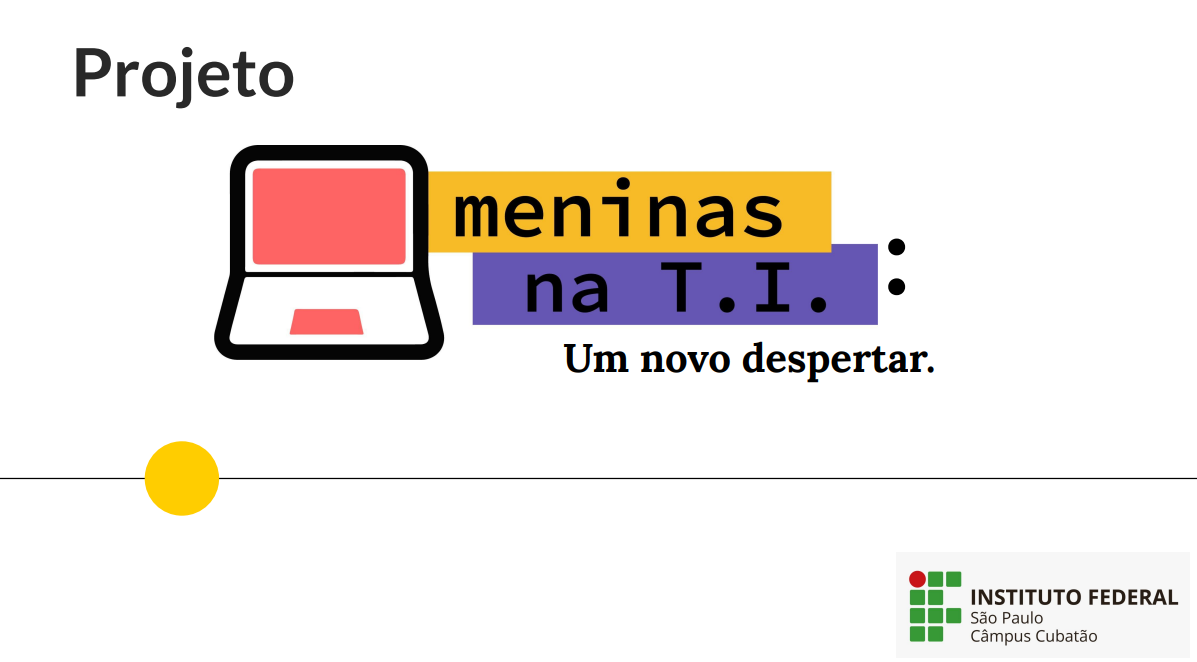 Projeto
meninas
na T.I. :
Um novo despertar.
INSTITUTO FEDERAL
São Paulo
Câmpus Cubatão